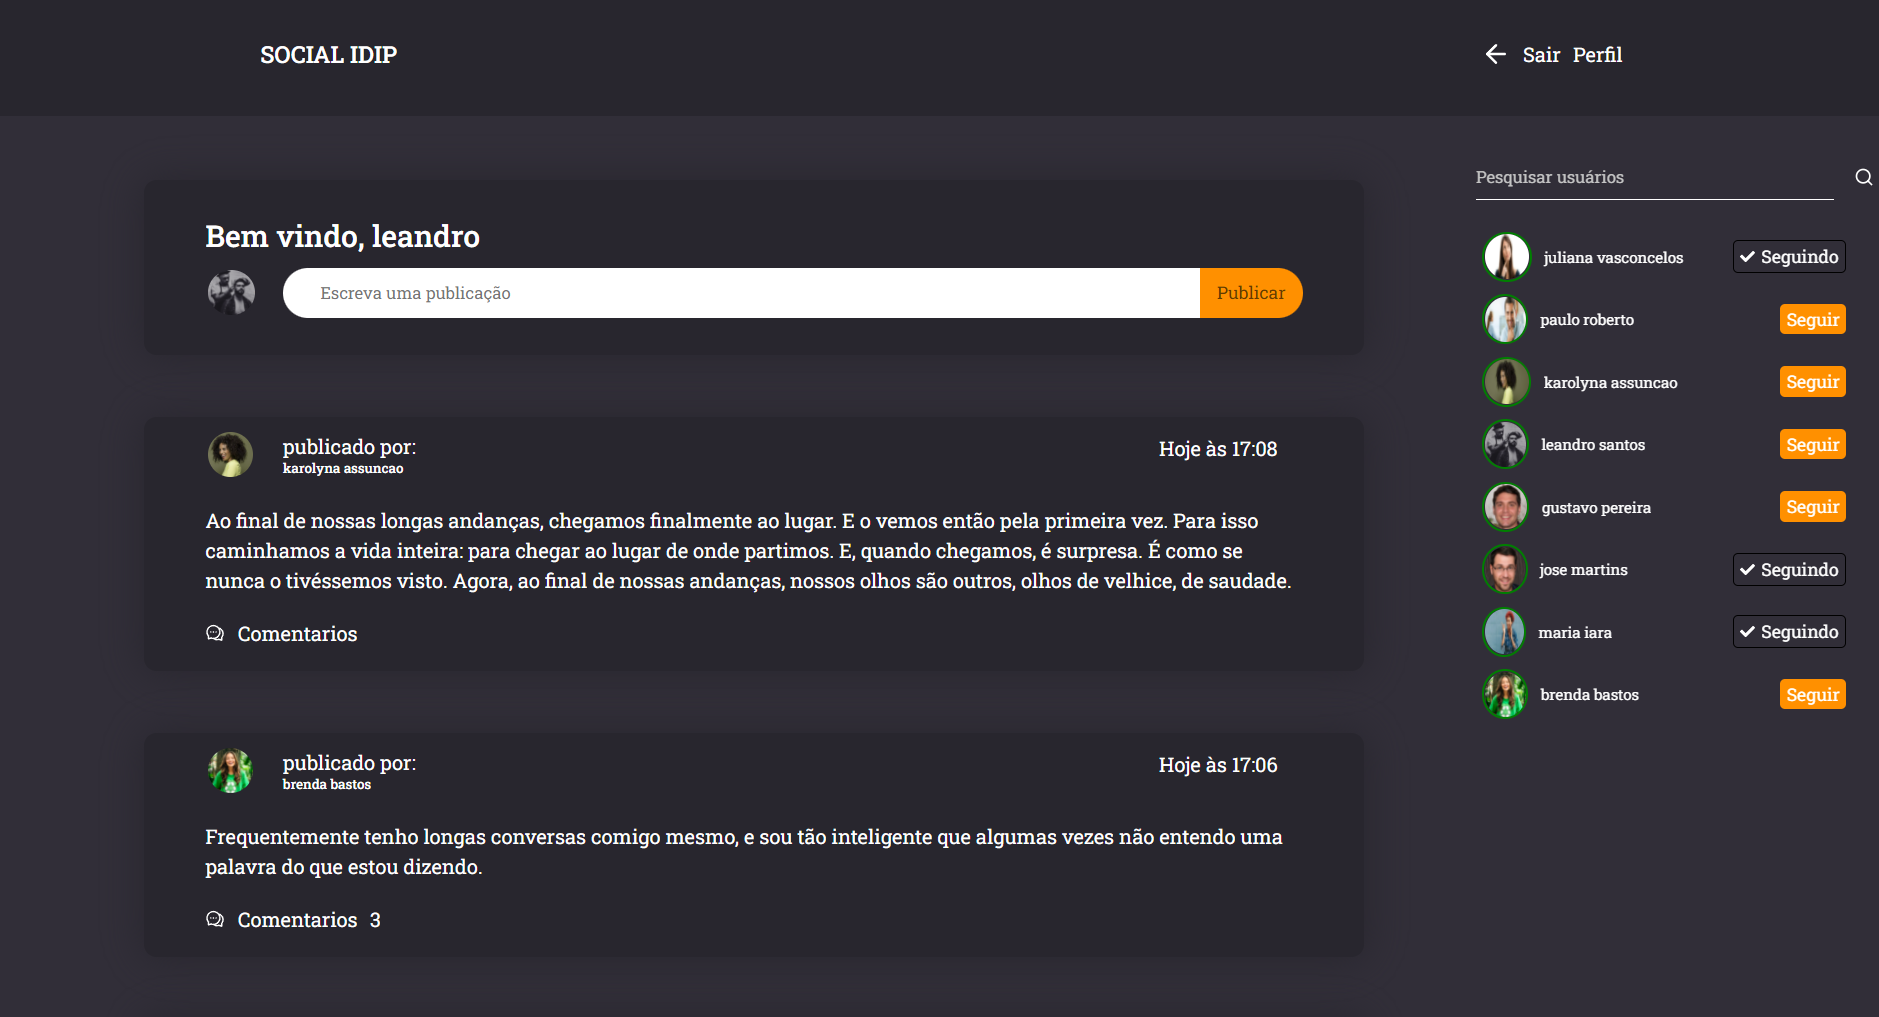 SOCIAL IDIP
Sair Perfil
Bem vindo, leandro
Escreva uma publicação
Publicar
publicado por:
karolyna assuncao
Hoje às 17:08
Ao final de nossas longas andanças, chegamos finalmente ao lugar. E o vemos então pela primeira vez. Para isso
caminhamos a vida inteira: para chegar ao lugar de onde partimos. E, quando chegamos, é surpresa. É como se
nunca o tivéssemos visto. Agora, ao final de nossas andanças, nossos olhos são outros, olhos de velhice, de saudade.
Comentarios
publicado por:
brenda bastos
Hoje às 17:06
Frequentemente tenho longas conversas comigo mesmo, e sou tão inteligente que algumas vezes não entendo uma
palavra do que estou dizendo.
Comentarios 3
Pesquisar usuários
juliana vasconcelos Seguindo
paulo roberto Seguir
karolyna assuncao Seguir
leandro santos Seguir
gustavo pereira Seguir
jose martins Seguindo
maria iara Seguindo
brenda bastos Seguir